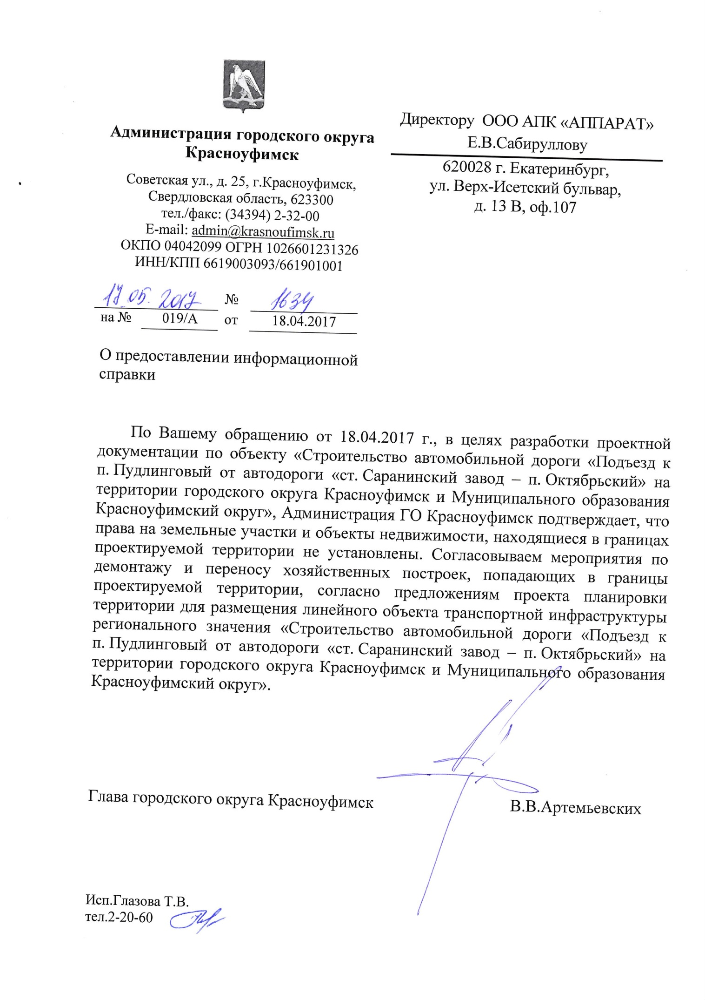 Администрация городского округа
Красноуфимск
Советская ул., д. 25, г.Красноуфимск,
Свердловская область, 623300
тел./факс: (34394) 2-32-00
E-mail: admin@krasnoufimsk.ru
ОКПО 04042099 ОГРН 1026601231326
ИНН/КПП 6619003093/661901001
17.05.2017 № 1634
на № 019/А от 18.04.2017
Директору ООО АПК «АППАРАТ»
Е.В.Сабируллову
620028 г. Екатеринбург,
ул. Верх-Исетский бульвар,
д. 13 В, оф.107
О предоставлении информационной
справки
По Вашему обращению от 18.04.2017 г., в целях разработки проектной
документации по объекту «Строительство автомобильной дороги «Подъезд к
п. Пудлинговый от автодороги «ст. Саранинский завод – п. Октябрьский» на
территории городского округа Красноуфимск и Муниципального образования
Красноуфимский округ», Администрация ГО Красноуфимск подтверждает, что
права на земельные участки и объекты недвижимости, находящиеся в границах
проектируемой территории не установлены. Согласовываем мероприятия по
демонтажу и переносу хозяйственных построек, попадающих в границы
проектируемой территории, согласно предложениям проекта планировки
территории для размещения линейного объекта транспортной инфраструктуры
регионального значения «Строительство автомобильной дороги «Подъезд к
п. Пудлинговый от автодороги «ст. Саранинский завод – п. Октябрьский» на
территории городского округа Красноуфимск и Муниципального образования
Красноуфимский округ».
Глава городского округа Красноуфимск В.В.Артемьевских
Исп.Глазова Т.В.
тел.2-20-60